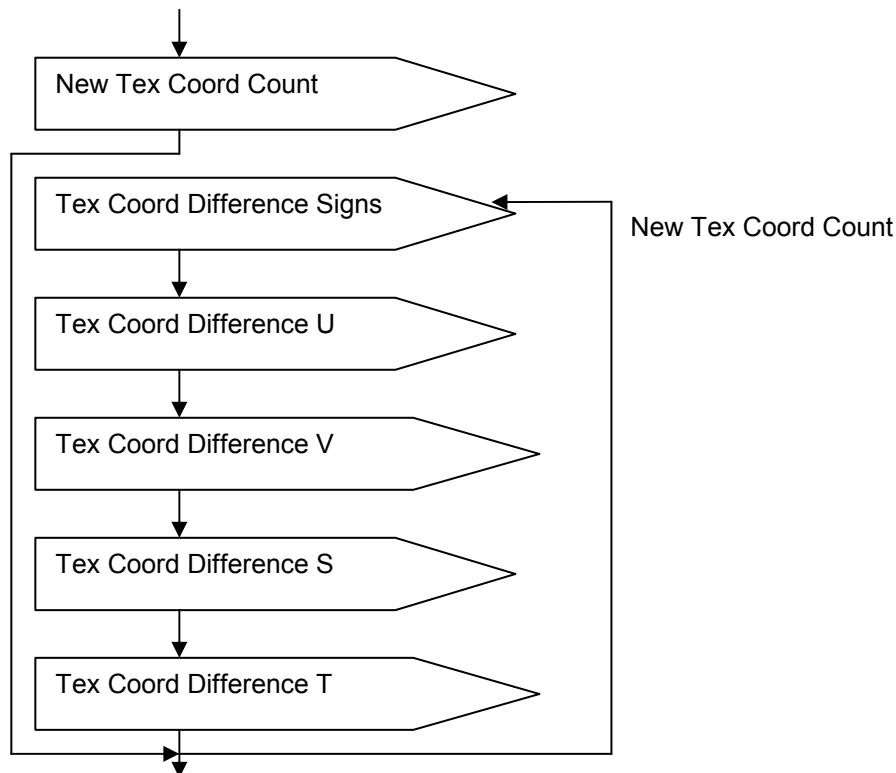 New Tex Coord Count
Tex Coord Difference Signs
New Tex Coord Count
Tex Coord Difference U
Tex Coord Difference V
Tex Coord Difference S
Tex Coord Difference T